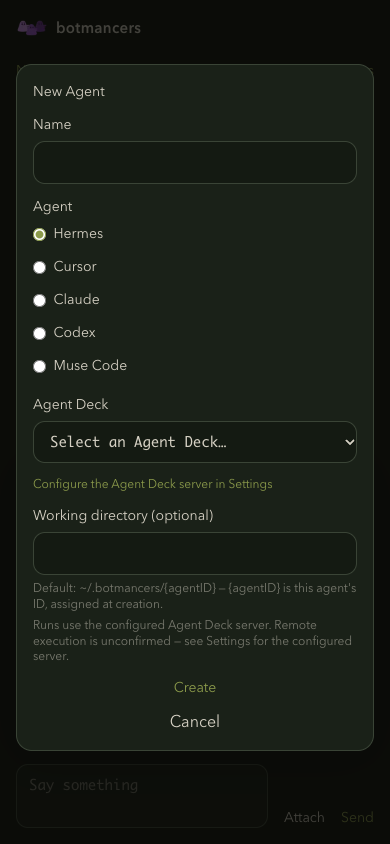 botmancers
New Agent
Name
Agent
Hermes
Cursor
Claude
Codex
Muse Code
Agent Deck
Select an Agent Deck…
Configure the Agent Deck server in Settings
Working directory (optional)
Default: ~/.botmancers/{agentID} — {agentID} is this agent's
ID, assigned at creation.
Runs use the configured Agent Deck server. Remote
execution is unconfirmed — see Settings for the configured
server.
Create
Cancel
Say something
Attach Send